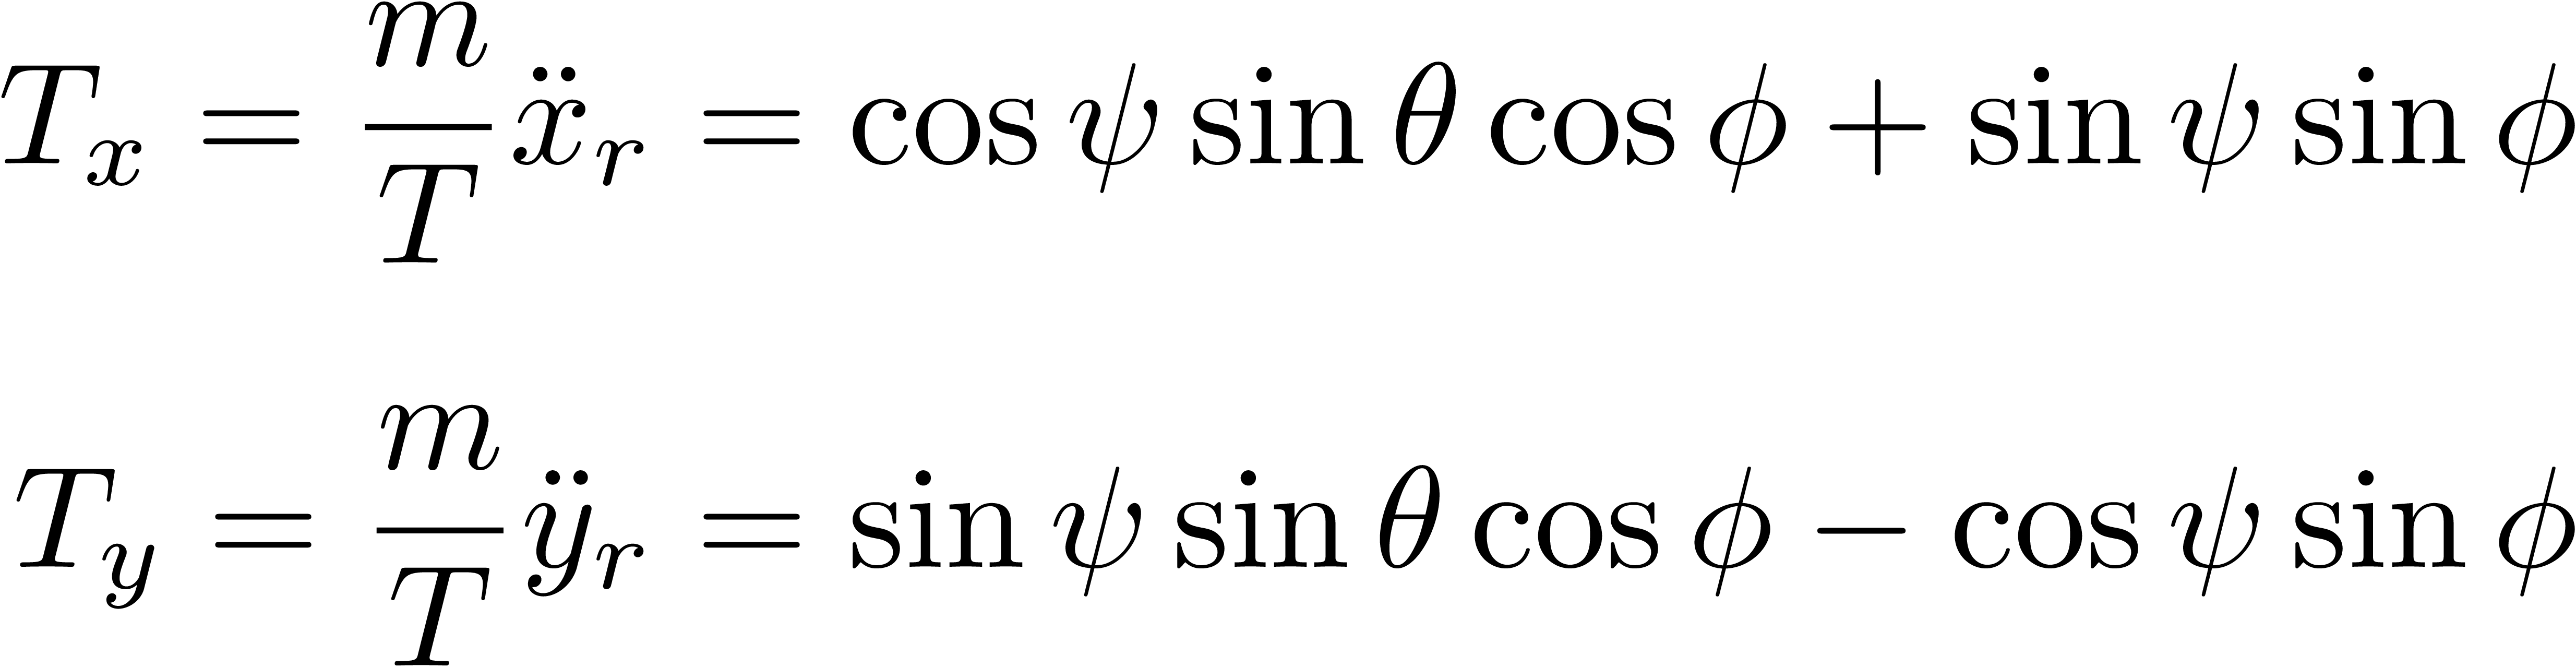 T_x = \frac{m}{T} \ddot{x}_r = \cos \psi \sin \theta \cos \phi + \sin \psi \sin \phi
T_y = \frac{m}{T} \ddot{y}_r = \sin \psi \sin \theta \cos \phi - \cos \psi \sin \phi